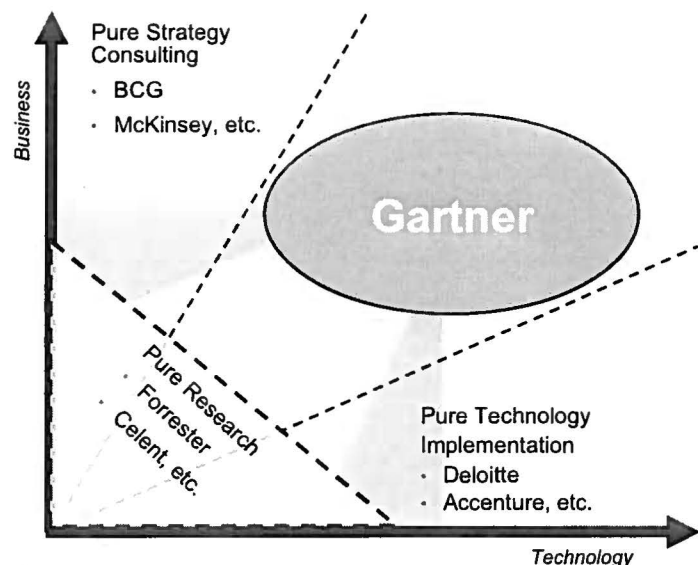 Pure Strategy
Consulting
· BCG
· McKinsey, etc.
Business
Gartner
Pure Research
· Forrester
· Celent, etc.
Pure Technology
Implementation
· Deloitte
· Accenture, etc.
Technology